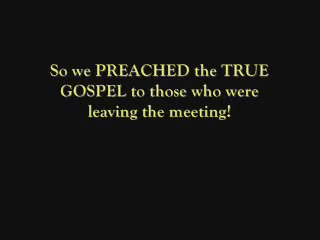 So we PREACHED the TRUE
GOSPEL to those who were
leaving the meeting!